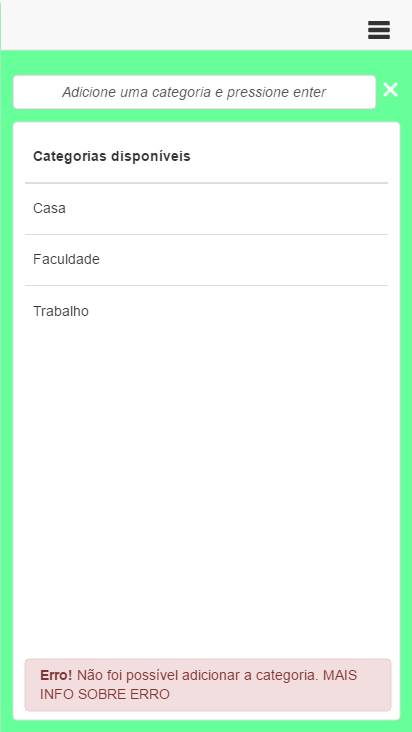 Adicione uma categoria e pressione enter
Categorias disponíveis
Casa
Faculdade
Trabalho
Erro! Não foi possível adicionar a categoria. MAIS
INFO SOBRE ERRO